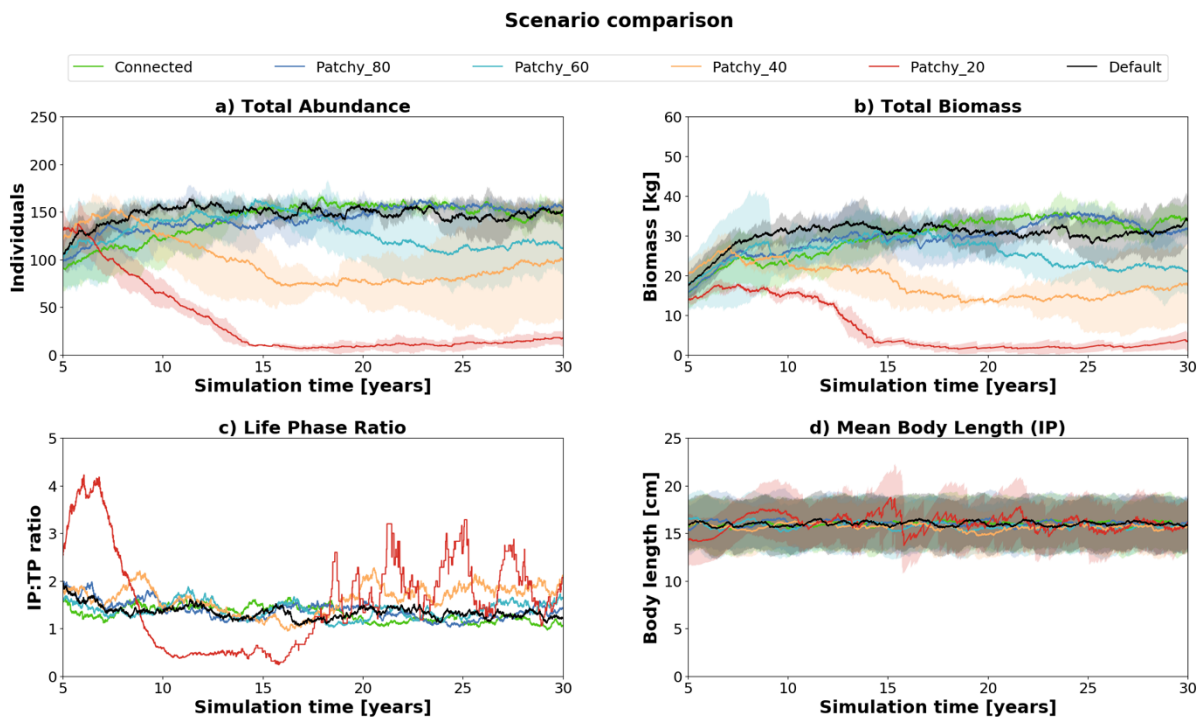 Scenario comparison
Connected Patchy_80 Patchy_60 Patchy_40 Patchy_20 Default
a) Total Abundance
Individuals
250
200
150
100
50
0
5 10 15 20 25 30
Simulation time [years]
b) Total Biomass
Biomass [kg]
60
50
40
30
20
10
0
5 10 15 20 25 30
Simulation time [years]
c) Life Phase Ratio
IP:TP ratio
5
4
3
2
1
0
5 10 15 20 25 30
Simulation time [years]
d) Mean Body Length (IP)
Body length [cm]
25
20
15
10
5
0
5 10 15 20 25 30
Simulation time [years]